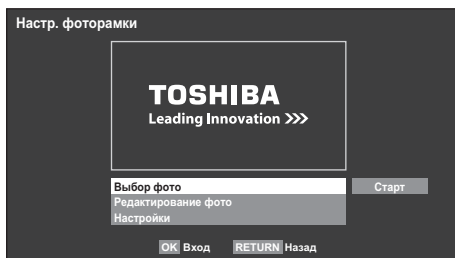 Настр. фоторамки
TOSHIBA
Leading Innovation >>>
Выбор фото
Старт
Редактирование фото
Настройки
OK Вход RETURN Назад